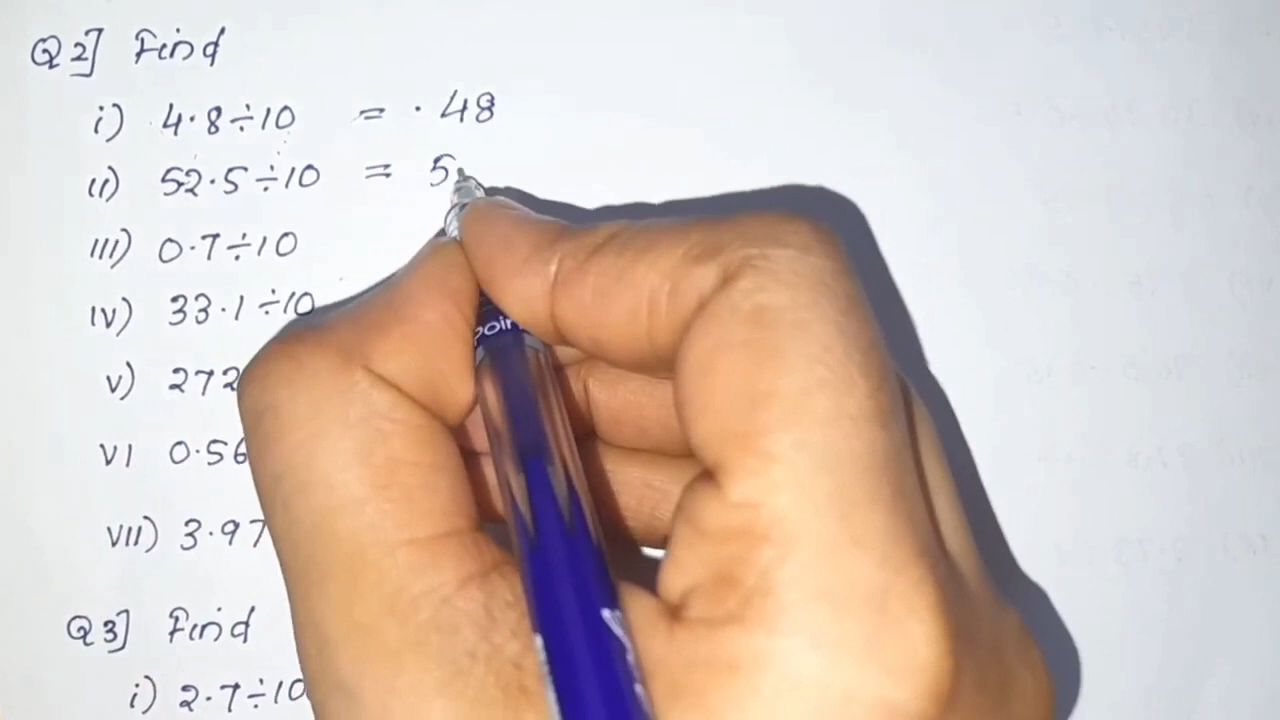 Q2] Find
i) 4.8÷10 = .48
ii) 52.5÷10 = 5.
iii) 0.7÷10
iv) 33.1÷10
v) 272
vi 0.56
vii) 3.97
Q3] Find
i) 2.7÷10